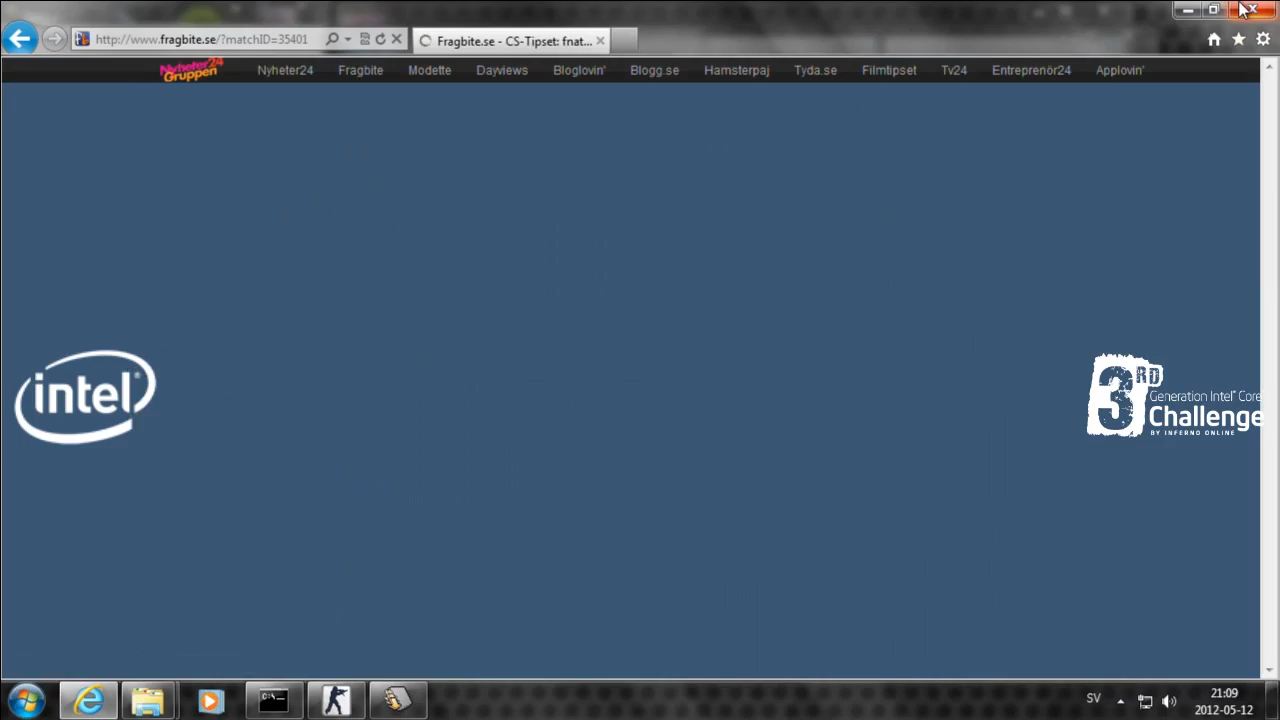 http://www.fragbite.se/?matchID=35401
Fragbite.se - CS-Tipset: fnat...
Nyheter24 Gruppen
Nyheter24 Fragbite Modette Dayviews Bloglovin' Blogg.se Hamsterpaj Tyda.se Filmtipset Tv24 Entreprenör24 Applovin'
intel®
3RD
Generation Intel® Core
Challenge
BY INFERNO ONLINE
C:\
SV
21:09
2012-05-12